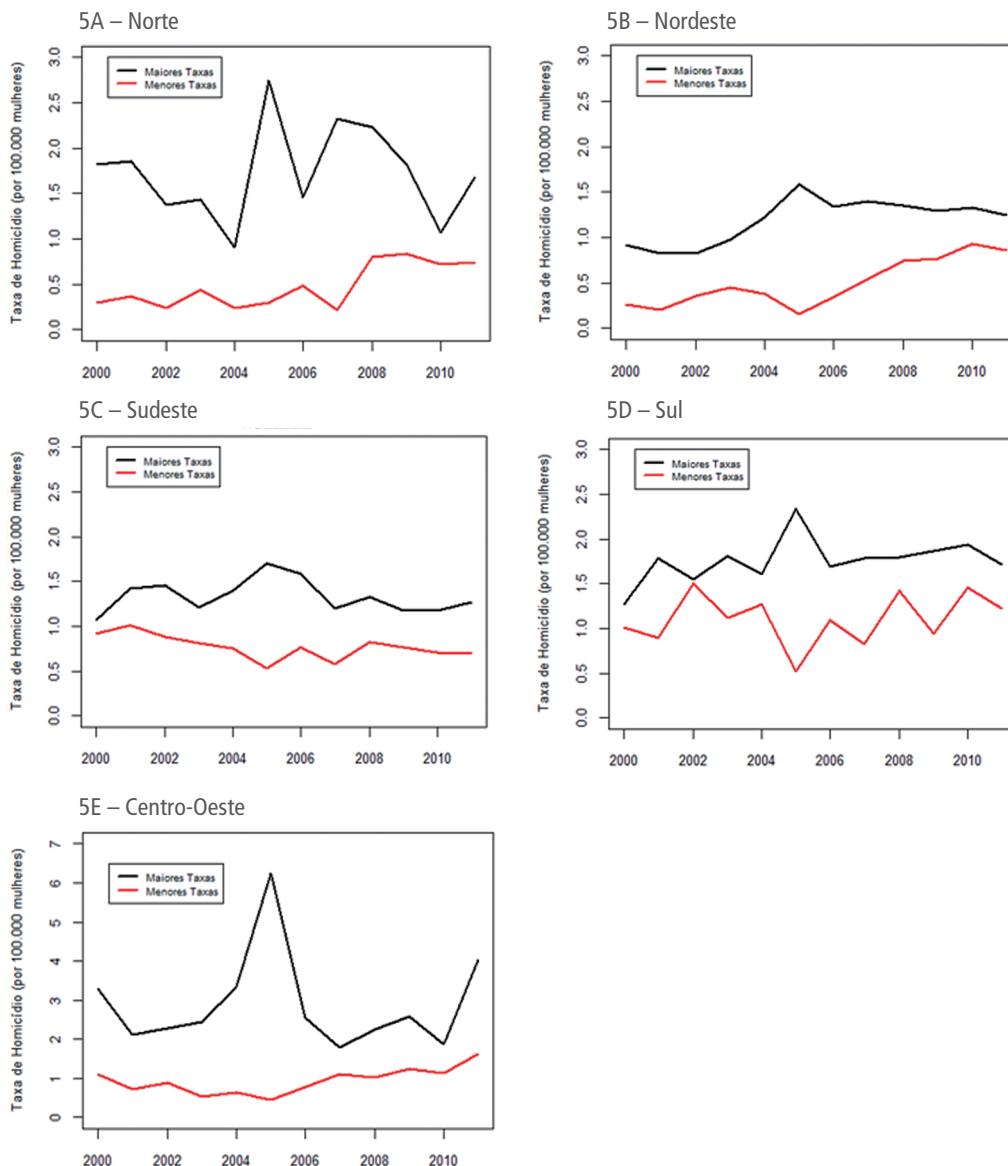 5A – Norte
Taxa de Homicídio (por 100.000 mulheres)
3.0
2.5
2.0
1.5
1.0
0.5
0.0
Maiores Taxas
Menores Taxas
2000 2002 2004 2006 2008 2010
5B – Nordeste
Taxa de Homicídio (por 100.000 mulheres)
3.0
2.5
2.0
1.5
1.0
0.5
0.0
Maiores Taxas
Menores Taxas
2000 2002 2004 2006 2008 2010
5C – Sudeste
Taxa de Homicídio (por 100.000 mulheres)
3.0
2.5
2.0
1.5
1.0
0.5
0.0
Maiores Taxas
Menores Taxas
2000 2002 2004 2006 2008 2010
5D – Sul
Taxa de Homicídio (por 100.000 mulheres)
3.0
2.5
2.0
1.5
1.0
0.5
0.0
Maiores Taxas
Menores Taxas
2000 2002 2004 2006 2008 2010
5E – Centro-Oeste
Taxa de Homicídio (por 100.000 mulheres)
7
6
5
4
3
2
1
0
Maiores Taxas
Menores Taxas
2000 2002 2004 2006 2008 2010